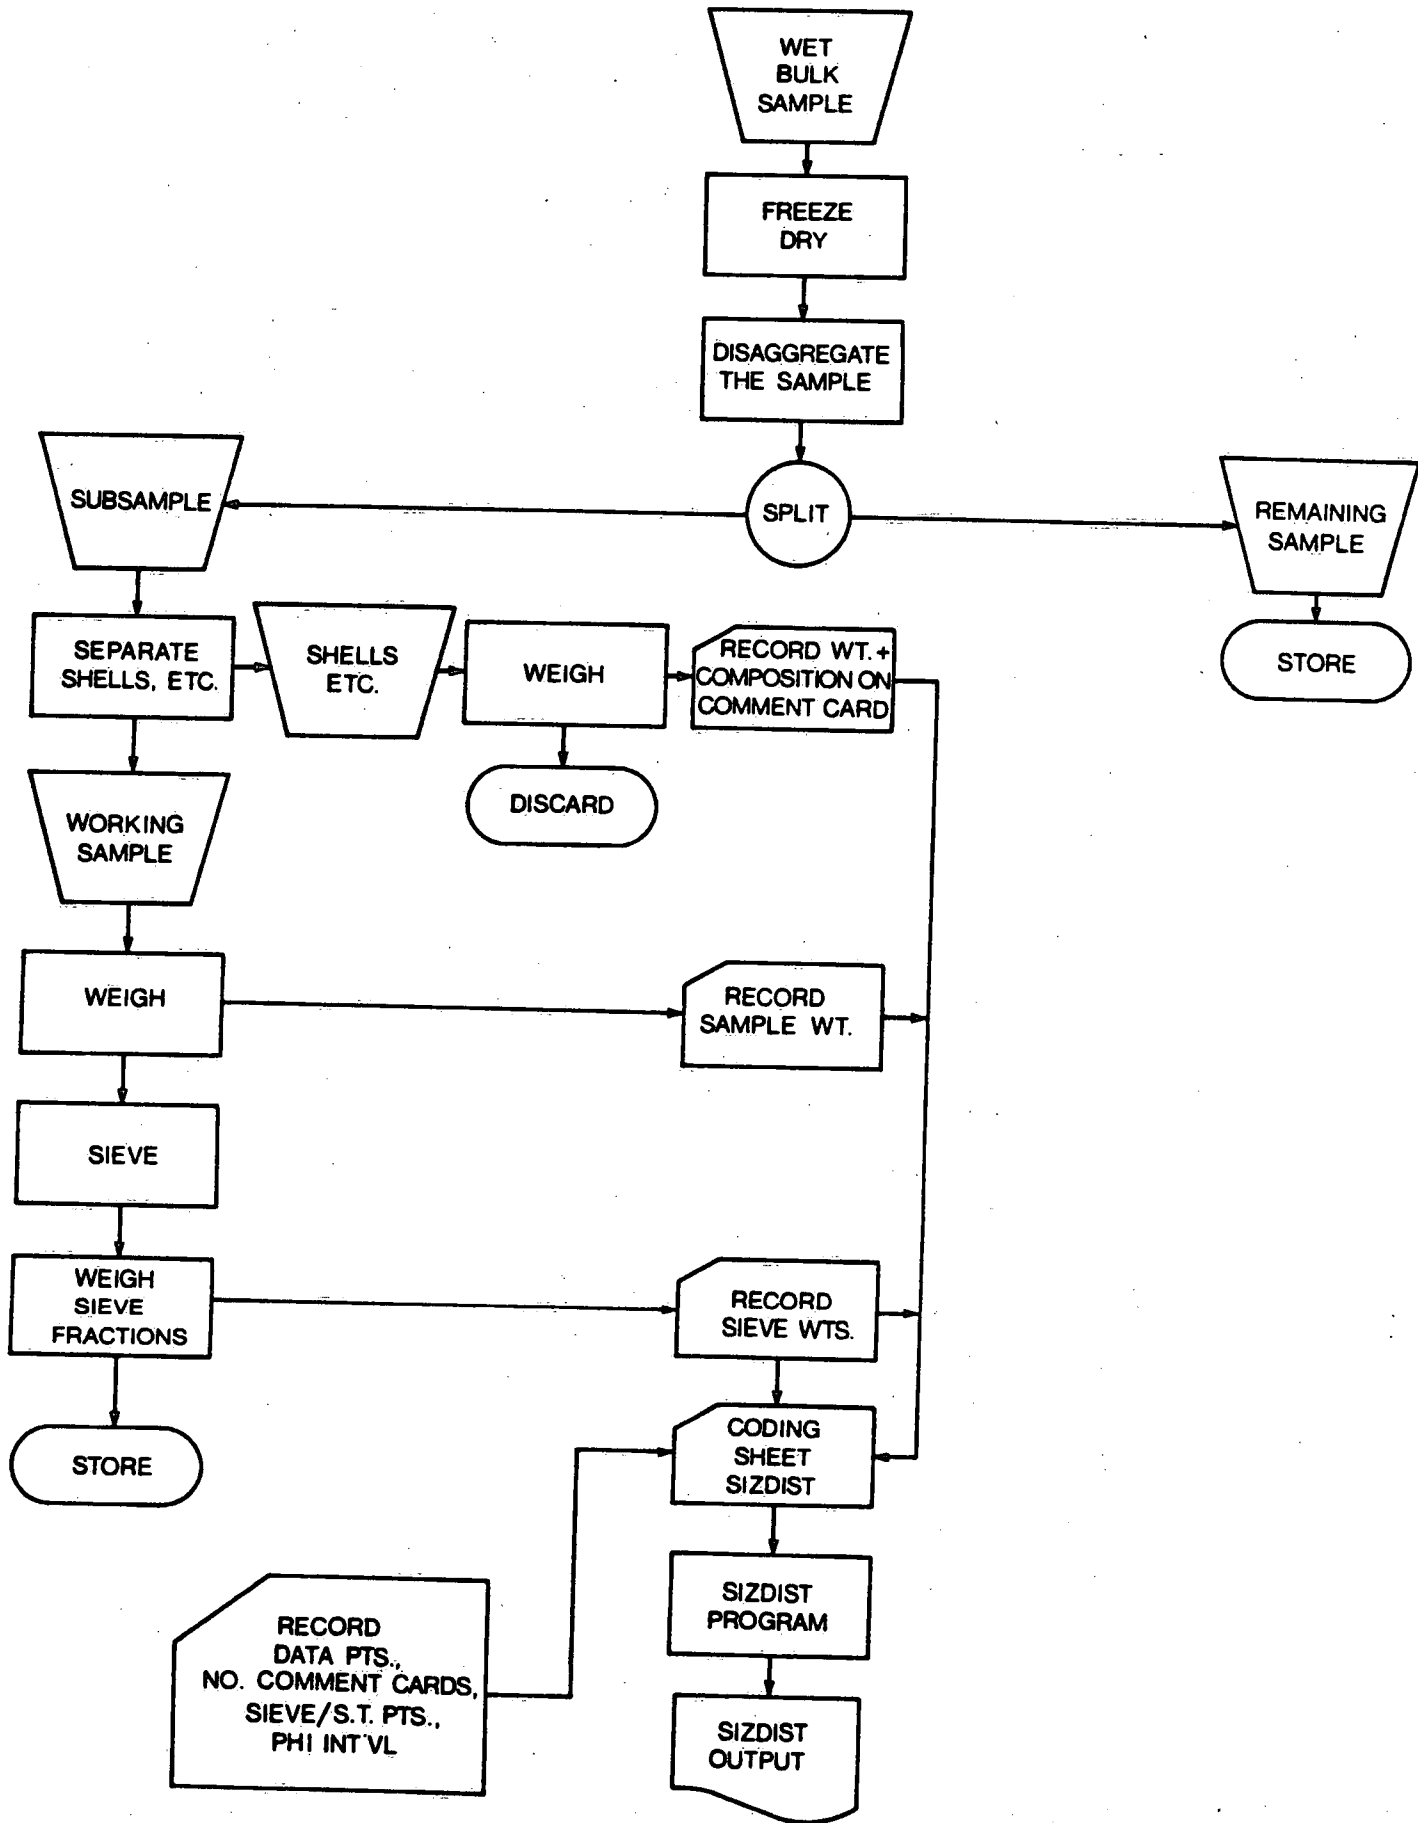 WET
BULK
SAMPLE
FREEZE
DRY
DISAGGREGATE
THE SAMPLE
SPLIT
SUBSAMPLE
REMAINING
SAMPLE
STORE
SEPARATE
SHELLS, ETC.
SHELLS
ETC.
WEIGH
RECORD WT. +
COMPOSITION ON
COMMENT CARD
DISCARD
WORKING
SAMPLE
WEIGH
RECORD
SAMPLE WT.
SIEVE
WEIGH
SIEVE
FRACTIONS
RECORD
SIEVE WTS.
STORE
CODING
SHEET
SIZDIST
RECORD
DATA PTS.,
NO. COMMENT CARDS,
SIEVE/S.T. PTS.,
PHI INT'VL
SIZDIST
PROGRAM
SIZDIST
OUTPUT